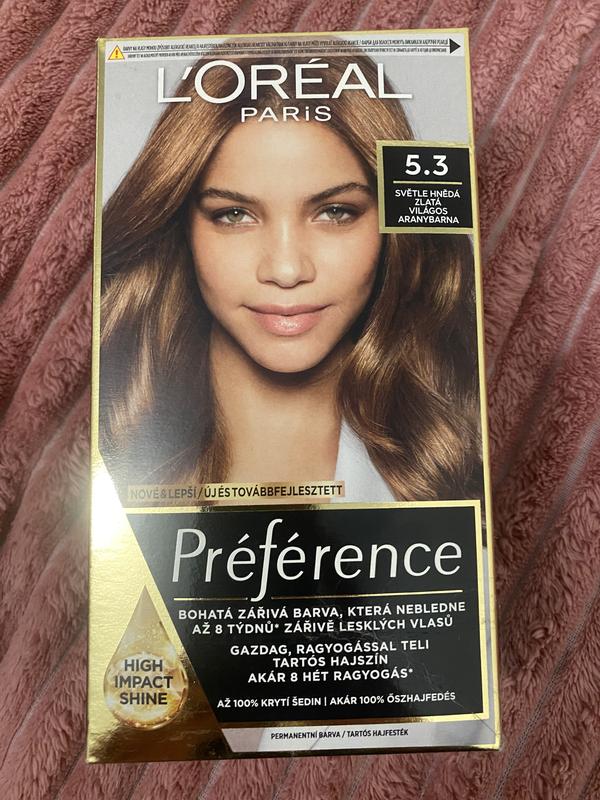 L'ORÉAL
PARIS
5.3
SVĚTLE HNĚDÁ
ZLATÁ
VILÁGOS
ARANYBARNA
NOVÉ & LEPŠÍ / ÚJ ÉS TOVÁBBFEJLESZTETT
Préférence
BOHATÁ ZÁŘIVÁ BARVA, KTERÁ NEBLEDNE
AŽ 8 TÝDNŮ* ZÁŘIVĚ LESKLÝCH VLASŮ
GAZDAG, RAGYOGÁSSAL TELI
TARTÓS HAJSZÍN
AKÁR 8 HÉT RAGYOGÁS*
HIGH
IMPACT
SHINE
AŽ 100% KRYTÍ ŠEDIN | AKÁR 100% ŐSZHAJFEDÉS
PERMANENTNÍ BARVA / TARTÓS HAJFESTÉK